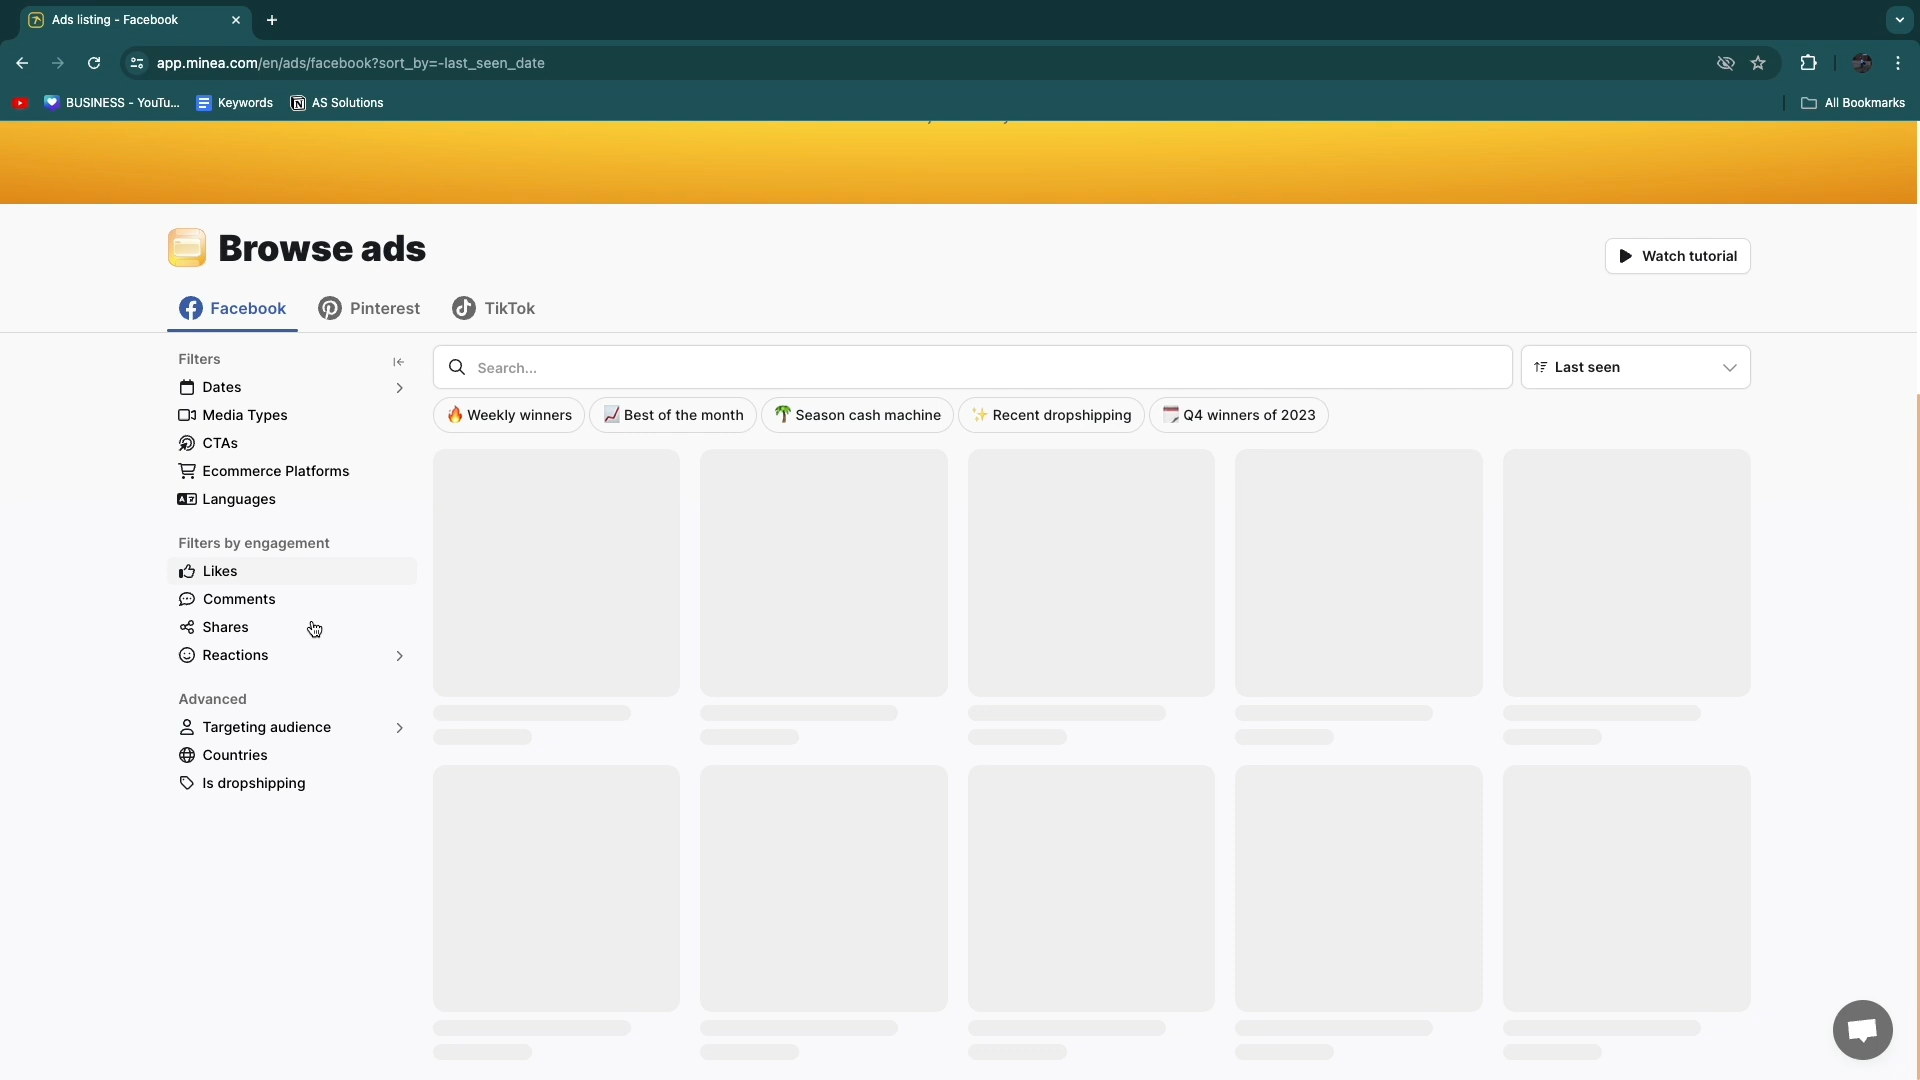 Ads listing - Facebook
app.minea.com/en/ads/facebook?sort_by=-last_seen_date
BUSINESS - YouTu... Keywords AS Solutions All Bookmarks
Browse ads
Watch tutorial
Facebook Pinterest TikTok
Filters
Dates
Media Types
CTAs
Ecommerce Platforms
Languages
Filters by engagement
Likes
Comments
Shares
Reactions
Advanced
Targeting audience
Countries
Is dropshipping
Search...
Last seen
Weekly winners Best of the month Season cash machine Recent dropshipping Q4 winners of 2023